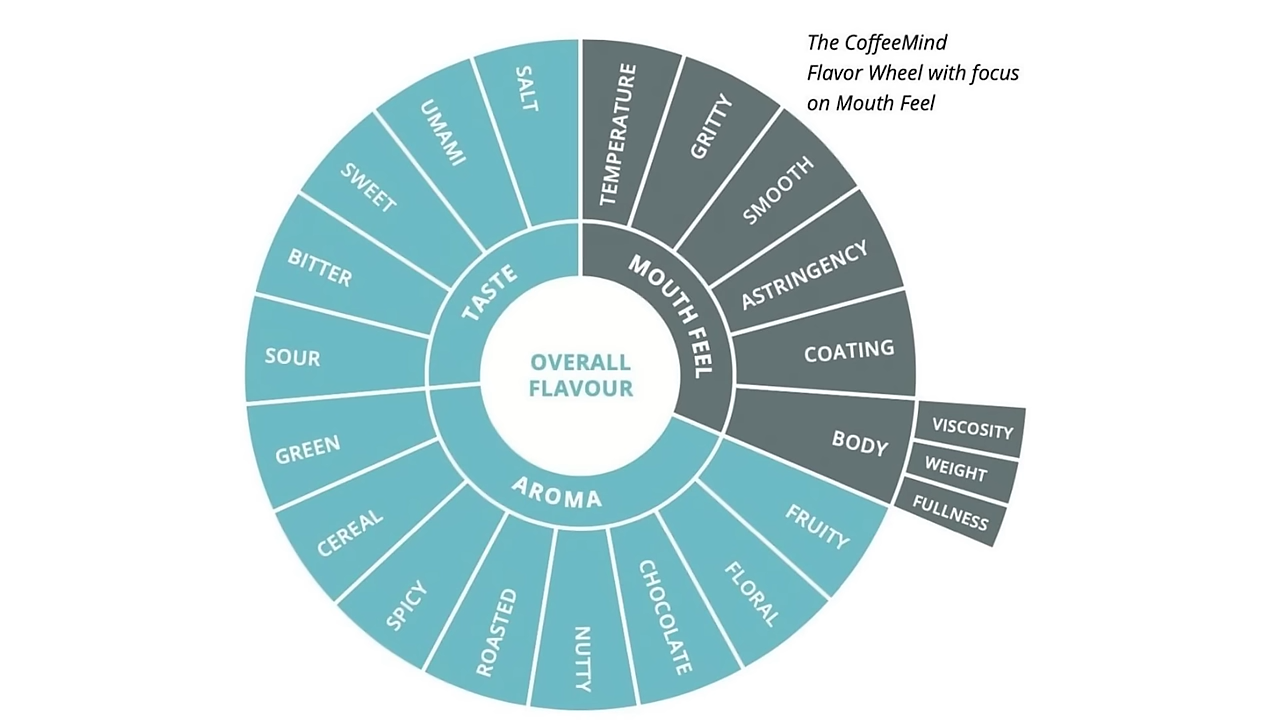 The CoffeeMind
Flavor Wheel with focus
on Mouth Feel
OVERALL
FLAVOUR
MOUTH FEEL
TEMPERATURE
GRITTY
SMOOTH
ASTRINGENCY
COATING
BODY
VISCOSITY
WEIGHT
FULLNESS
AROMA
FRUITY
FLORAL
CHOCOLATE
NUTTY
ROASTED
SPICY
CEREAL
GREEN
TASTE
SOUR
BITTER
SWEET
UMAMI
SALT